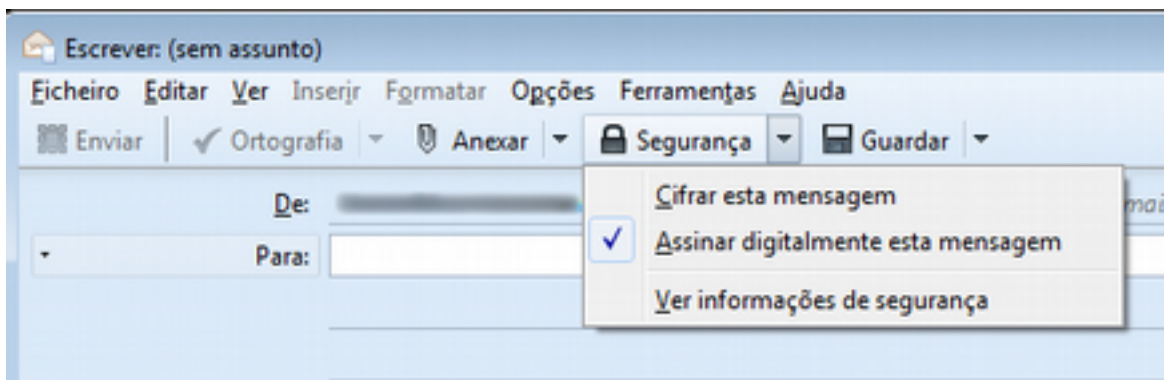 Escrever: (sem assunto)
Ficheiro Editar Ver Inserir Formatar Opções Ferramentas Ajuda
Enviar Ortografia Anexar Segurança Guardar
De:
Cifrar esta mensagem
Para:
Assinar digitalmente esta mensagem
Ver informações de segurança